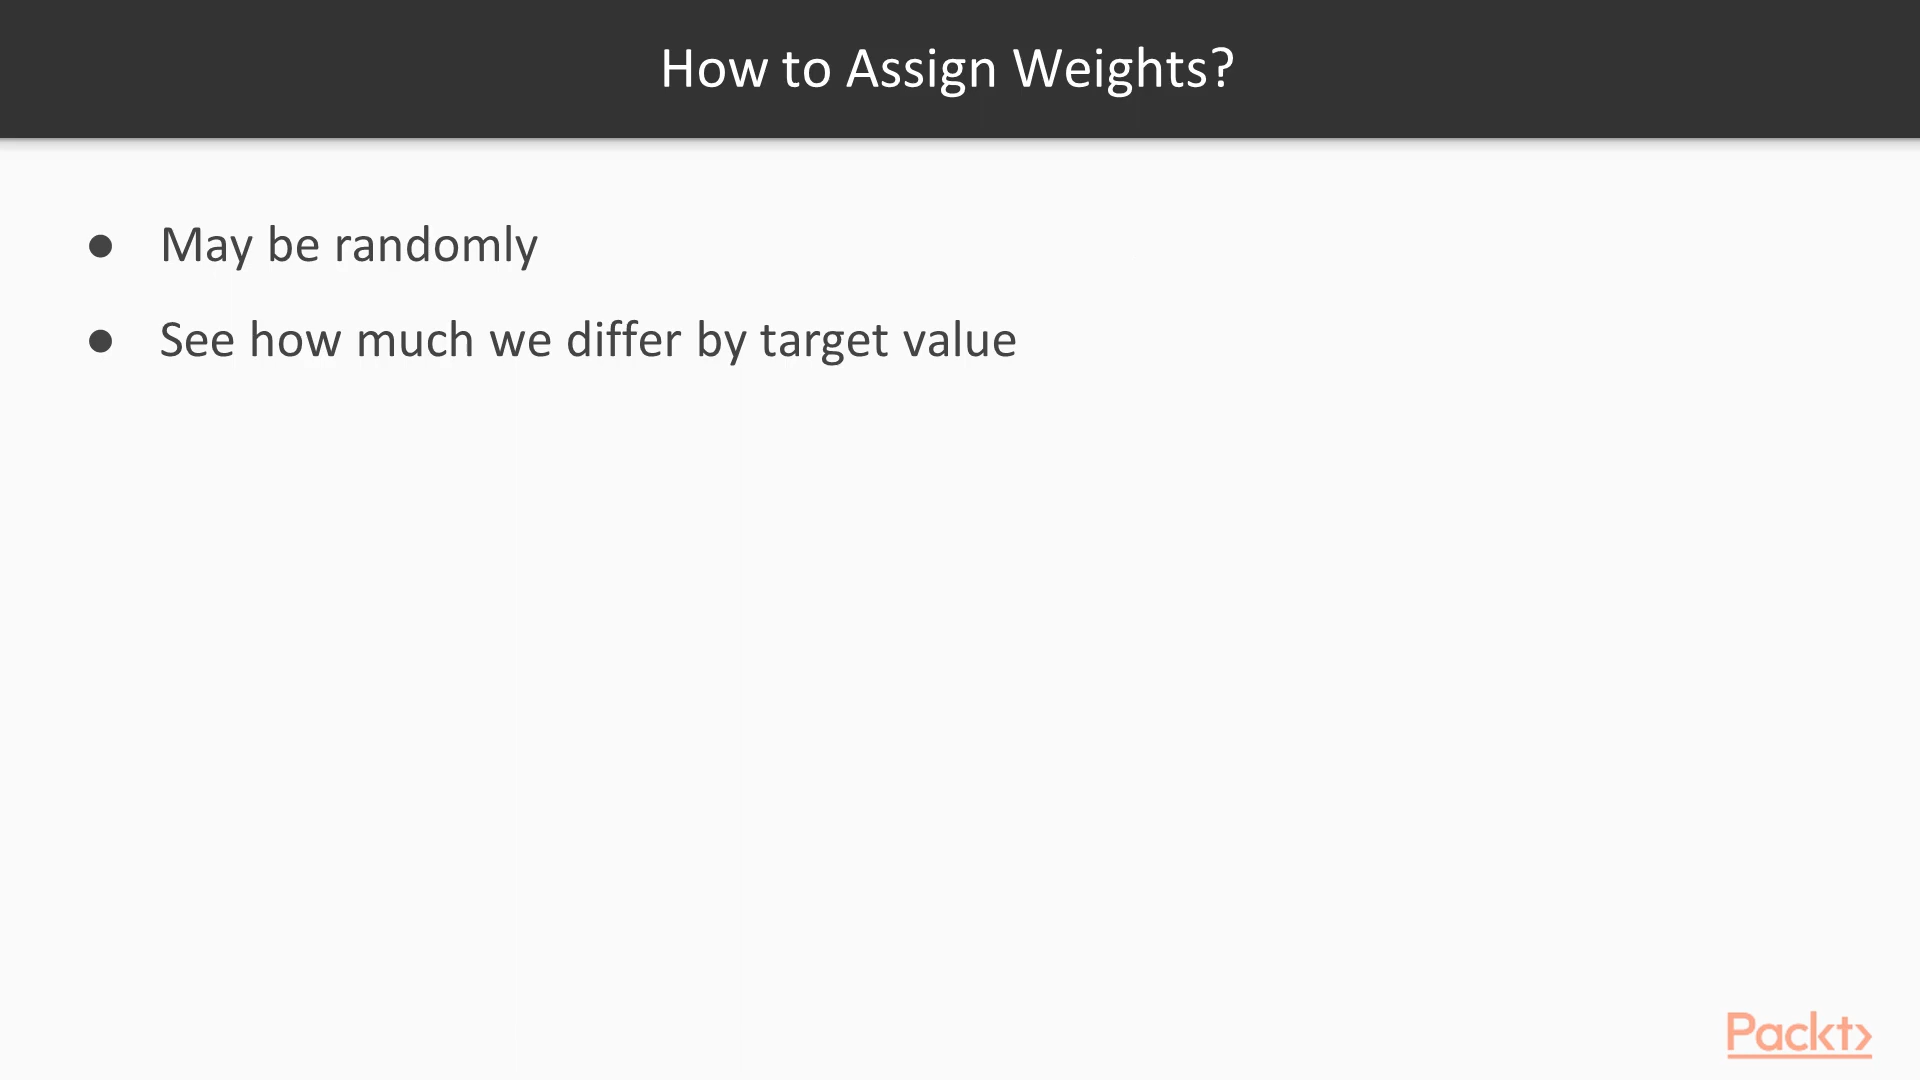 How to Assign Weights?
● May be randomly
● See how much we differ by target value
Packt>